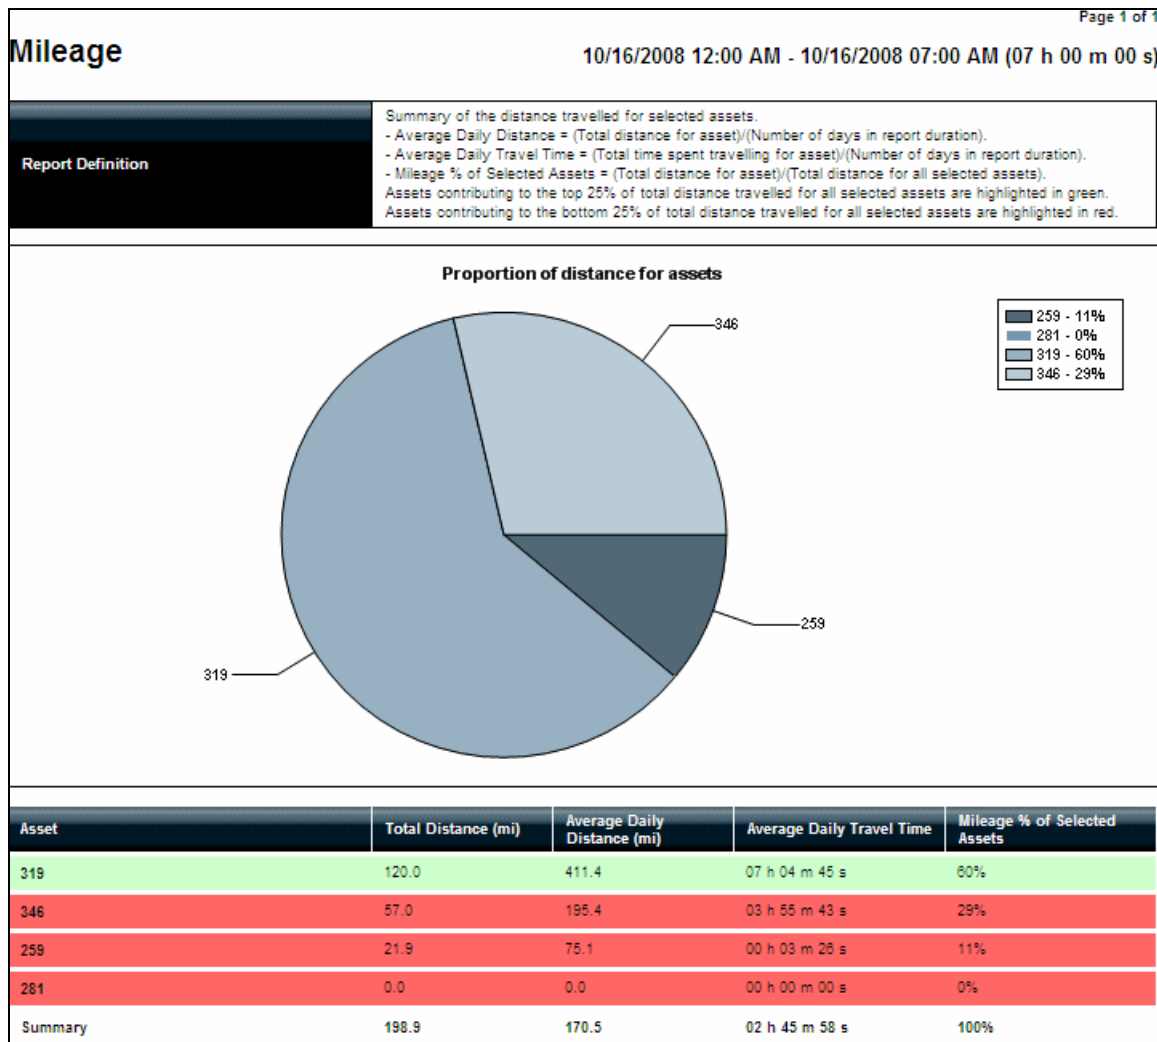 Page 1 of 1
Mileage
10/16/2008 12:00 AM - 10/16/2008 07:00 AM (07 h 00 m 00 s)
Report Definition
Summary of the distance travelled for selected assets.
- Average Daily Distance = (Total distance for asset)/(Number of days in report duration).
- Average Daily Travel Time = (Total time spent travelling for asset)/(Number of days in report duration).
- Mileage % of Selected Assets = (Total distance for asset)/(Total distance for all selected assets).
Assets contributing to the top 25% of total distance travelled for all selected assets are highlighted in green.
Assets contributing to the bottom 25% of total distance travelled for all selected assets are highlighted in red.
Proportion of distance for assets
259 - 11%
281 - 0%
319 - 60%
346 - 29%
346
259
319
Asset Total Distance (mi) Average Daily Distance (mi) Average Daily Travel Time Mileage % of Selected Assets
319 120.0 411.4 07 h 04 m 45 s 60%
346 57.0 195.4 03 h 55 m 43 s 29%
259 21.9 75.1 00 h 03 m 26 s 11%
281 0.0 0.0 00 h 00 m 00 s 0%
Summary 198.9 170.5 02 h 45 m 58 s 100%